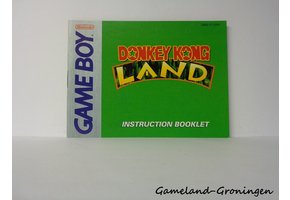 Nintendo
GAME BOY
DONKEY KONG
LAND
INSTRUCTION BOOKLET
Gameland-Groningen